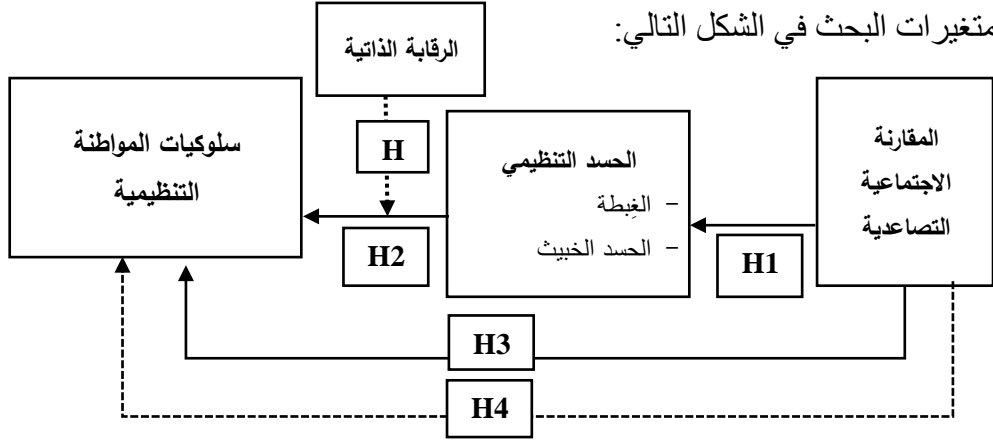 متغيرات البحث في الشكل التالي:
الرقابة الذاتية
المقارنة
الاجتماعية
التصاعدية
الحسد التنظيمي
- الغِبطة
- الحسد الخبيث
سلوكيات المواطنة
التنظيمية
H
H1
H2
H3
H4